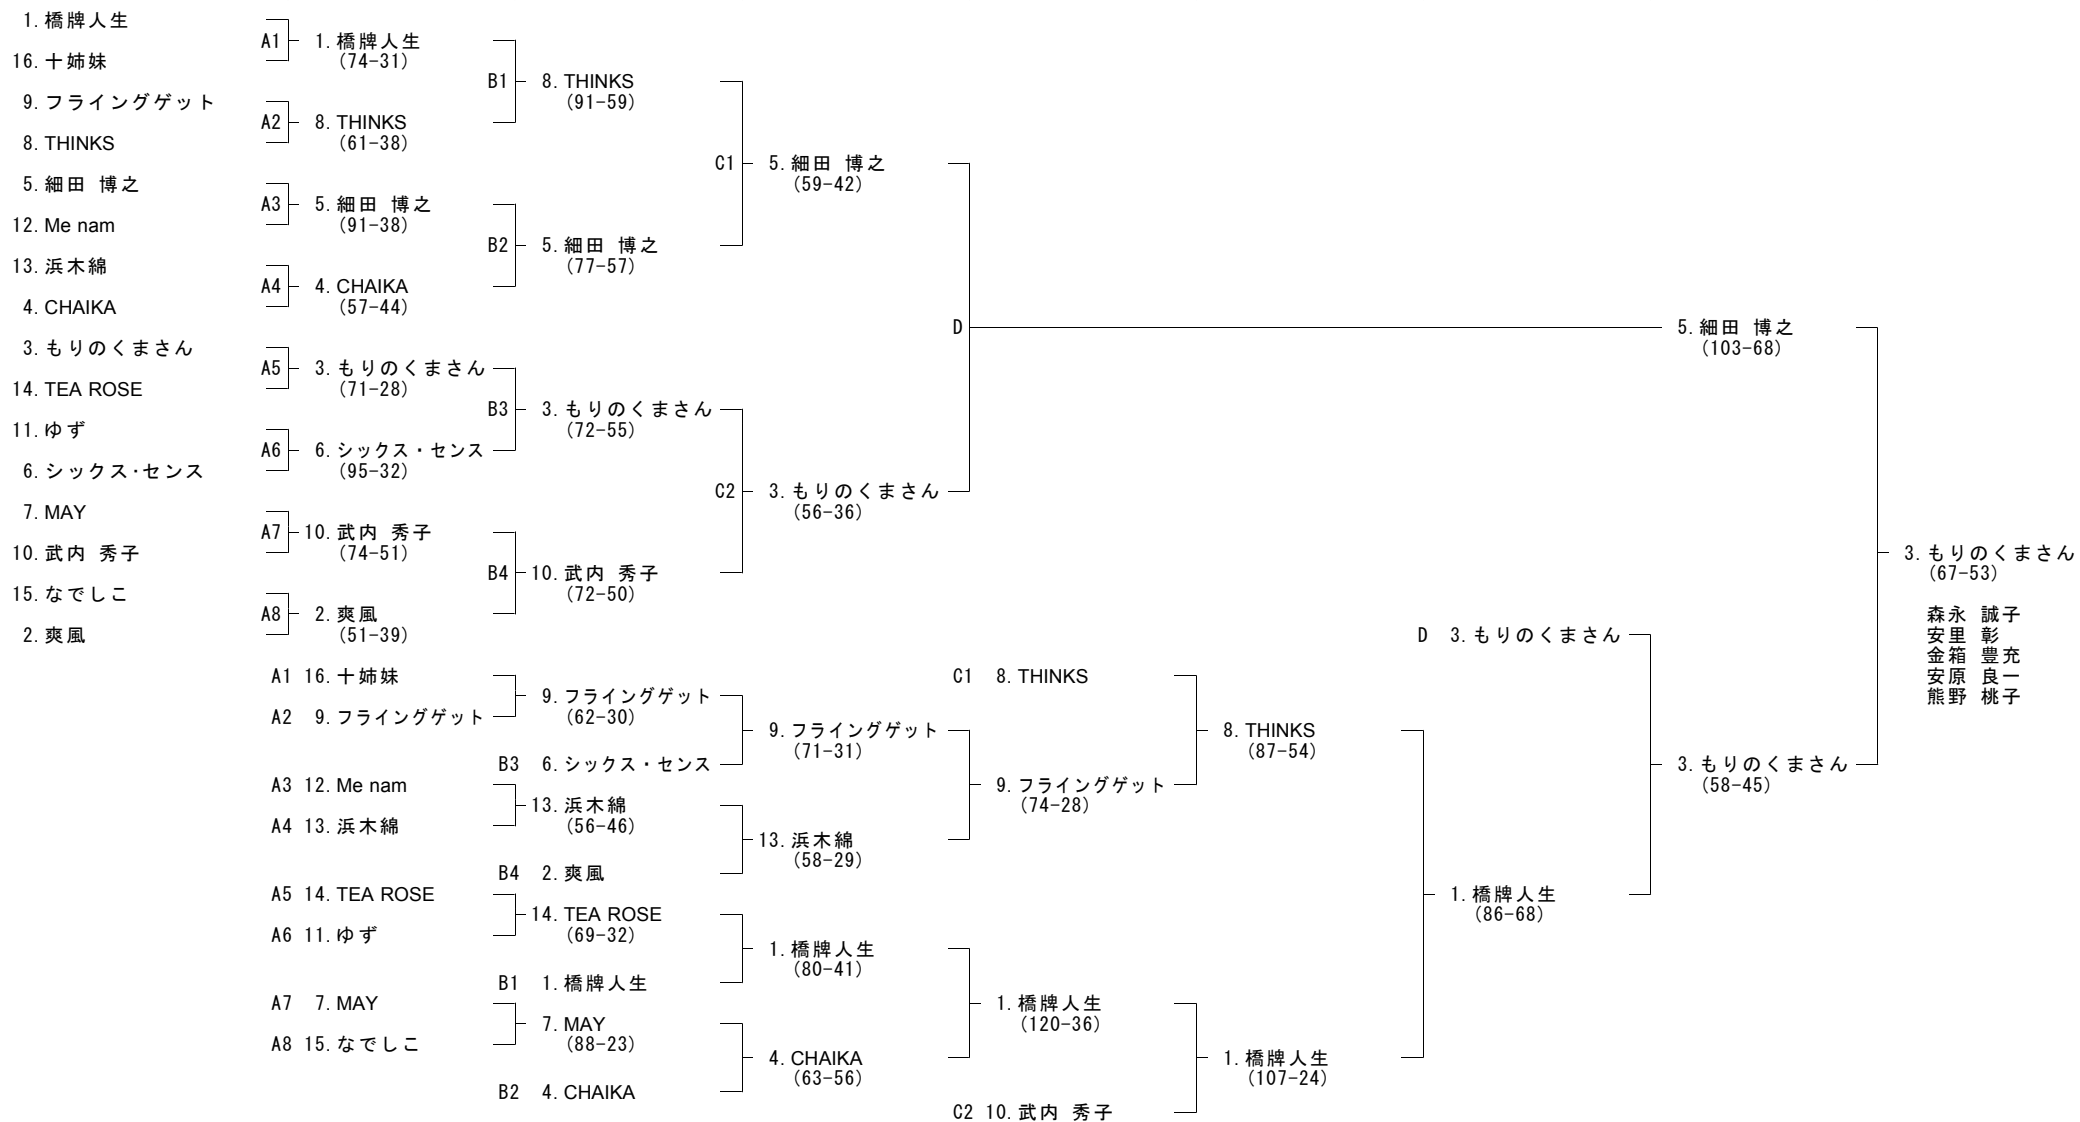 1. 橋牌人生
16. 十姉妹
9. フライングゲット
8. THINKS
5. 細田 博之
12. Me nam
13. 浜木綿
4. CHAIKA
3. もりのくまさん
14. TEA ROSE
11. ゆず
6. シックス・センス
7. MAY
10. 武内 秀子
15. なでしこ
2. 爽風
A1
1. 橋牌人生
(74-31)
A2
8. THINKS
(61-38)
A3
5. 細田 博之
(91-38)
A4
4. CHAIKA
(57-44)
A5
3. もりのくまさん
(71-28)
A6
6. シックス・センス
(95-32)
A7
10. 武内 秀子
(74-51)
A8
2. 爽風
(51-39)
B1
8. THINKS
(91-59)
B2
5. 細田 博之
(77-57)
B3
3. もりのくまさん
(72-55)
B4
10. 武内 秀子
(72-50)
C1
5. 細田 博之
(59-42)
C2
3. もりのくまさん
(56-36)
D
5. 細田 博之
(103-68)
A1 16. 十姉妹
A2 9. フライングゲット
A3 12. Me nam
A4 13. 浜木綿
A5 14. TEA ROSE
A6 11. ゆず
A7 7. MAY
A8 15. なでしこ
9. フライングゲット
(62-30)
B3 6. シックス・センス
13. 浜木綿
(56-46)
B4 2. 爽風
14. TEA ROSE
(69-32)
B1 1. 橋牌人生
7. MAY
(88-23)
B2 4. CHAIKA
9. フライングゲット
(71-31)
13. 浜木綿
(58-29)
1. 橋牌人生
(80-41)
4. CHAIKA
(63-56)
C1 8. THINKS
9. フライングゲット
(74-28)
1. 橋牌人生
(120-36)
C2 10. 武内 秀子
8. THINKS
(87-54)
1. 橋牌人生
(107-24)
D 3. もりのくまさん
1. 橋牌人生
(86-68)
3. もりのくまさん
(58-45)
3. もりのくまさん
(67-53)
森永 誠子
安里 彰
金箱 豊充
安原 良一
熊野 桃子